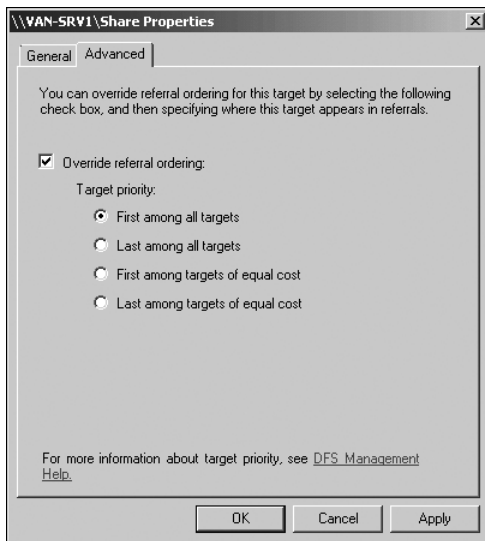 \\VAN-SRV1\Share Properties
General
Advanced
You can override referral ordering for this target by selecting the following
check box, and then specifying where this target appears in referrals.
Override referral ordering:
Target priority:
First among all targets
Last among all targets
First among targets of equal cost
Last among targets of equal cost
For more information about target priority, see DFS Management
Help.
OK
Cancel
Apply